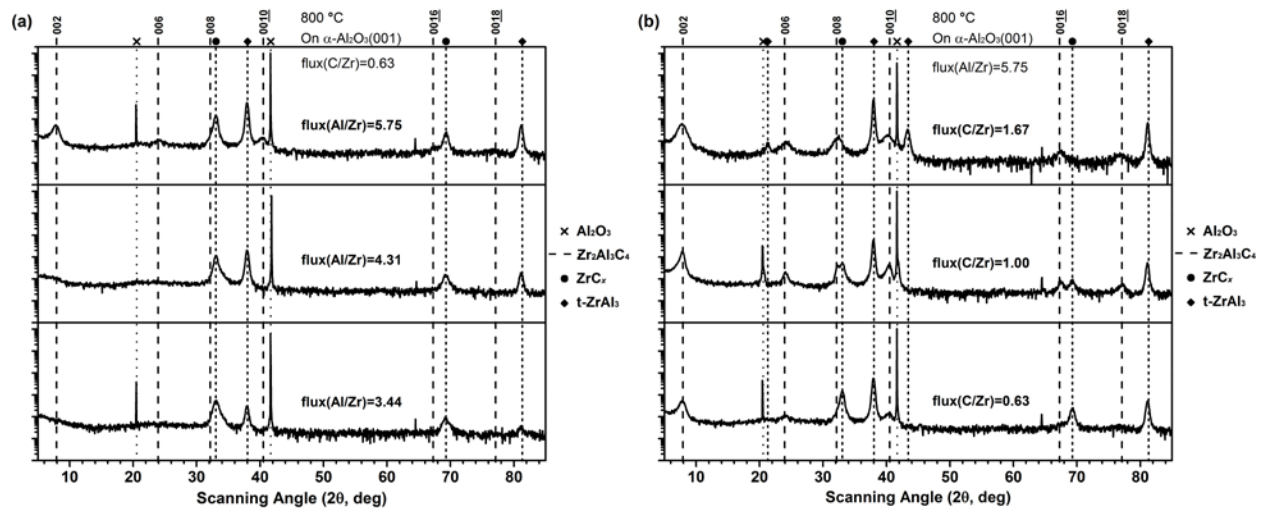 (a)
002
006
008
0010
0016
0018
800 °C
On α-Al₂O₃(001)
flux(C/Zr)=0.63
flux(Al/Zr)=5.75
flux(Al/Zr)=4.31
flux(Al/Zr)=3.44
× Al₂O₃
– – Zr₂Al₃C₄
● ZrCx
◆ t-ZrAl₃
10 20 30 40 50 60 70 80
Scanning Angle (2θ, deg)
(b)
002
006
008
0010
0016
0018
800 °C
On α-Al₂O₃(001)
flux(Al/Zr)=5.75
flux(C/Zr)=1.67
flux(C/Zr)=1.00
flux(C/Zr)=0.63
× Al₂O₃
– – Zr₂Al₃C₄
● ZrCx
◆ t-ZrAl₃
10 20 30 40 50 60 70 80
Scanning Angle (2θ, deg)